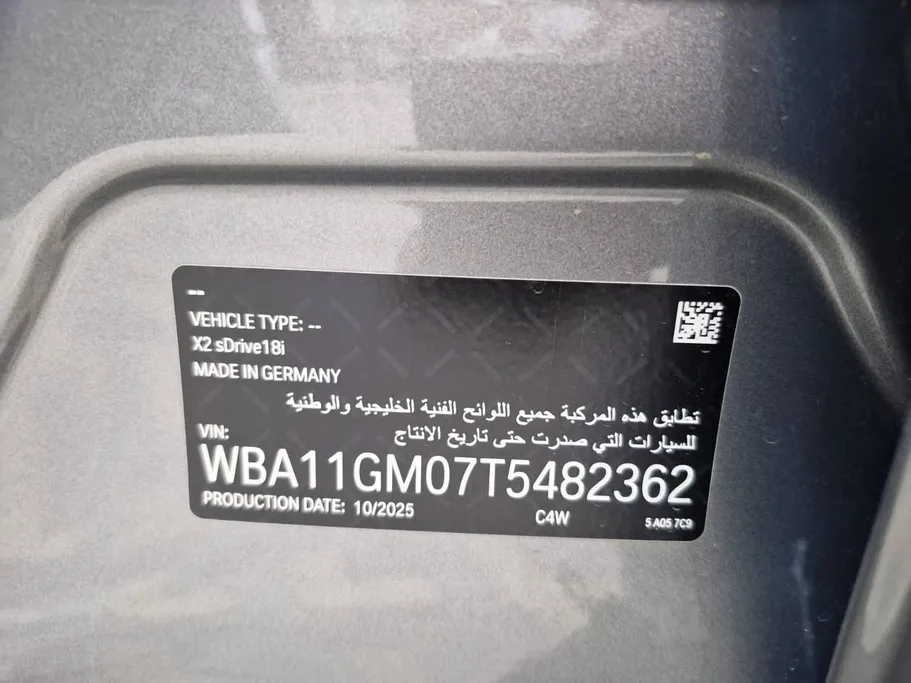 --
VEHICLE TYPE: --
X2 sDrive18i
MADE IN GERMANY
تطابق هذه المركبة جميع اللوائح الفنية الخليجية والوطنية
للسيارات التي صدرت حتى تاريخ الانتاج
VIN:
WBA11GM07T5482362
PRODUCTION DATE: 10/2025 C4W 5 A05 7C9